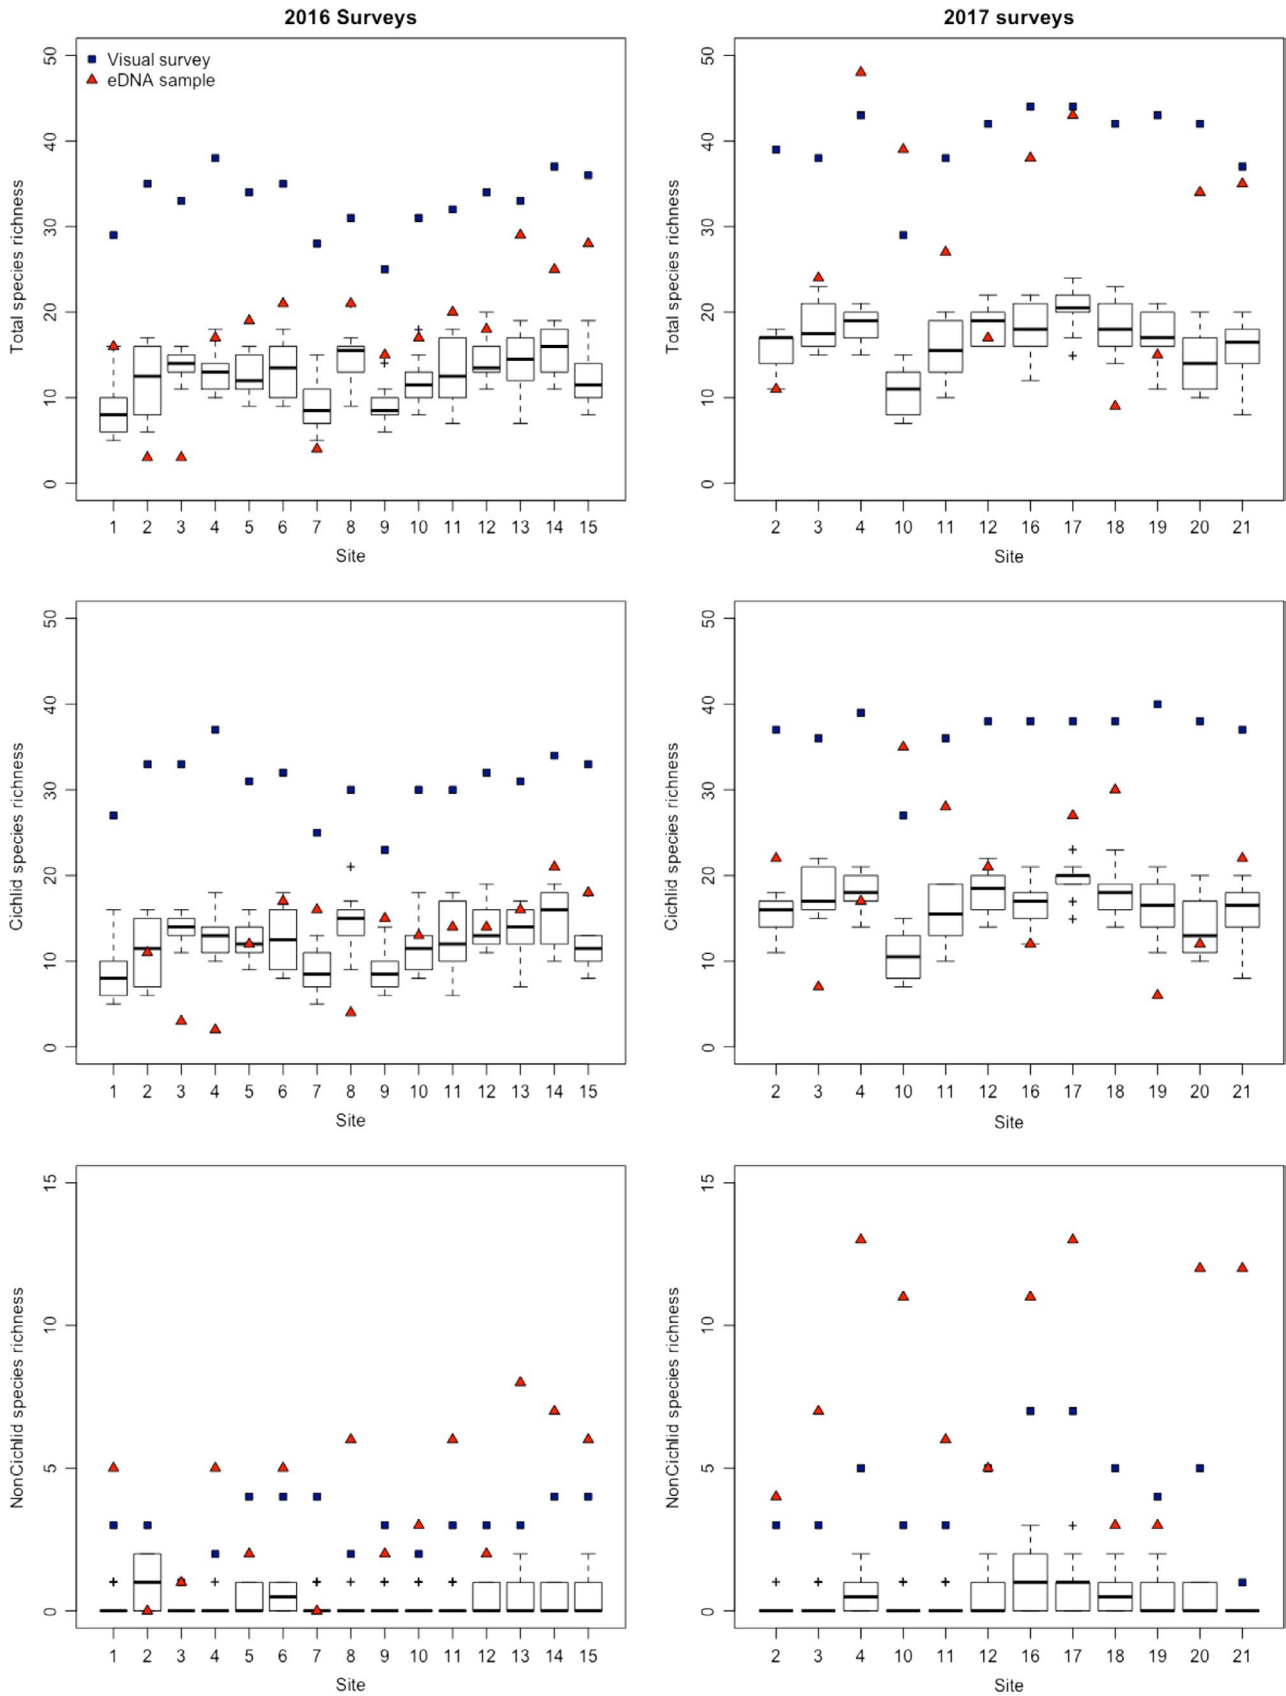 2016 Surveys
2017 surveys
50
40
30
20
10
0
Total species richness
Visual survey
eDNA sample
1 2 3 4 5 6 7 8 9 10 11 12 13 14 15
Site
50
40
30
20
10
0
Total species richness
2 3 4 10 11 12 16 17 18 19 20 21
Site
50
40
30
20
10
0
Cichlid species richness
1 2 3 4 5 6 7 8 9 10 11 12 13 14 15
Site
50
40
30
20
10
0
Cichlid species richness
2 3 4 10 11 12 16 17 18 19 20 21
Site
15
10
5
0
NonCichlid species richness
1 2 3 4 5 6 7 8 9 10 11 12 13 14 15
Site
15
10
5
0
NonCichlid species richness
2 3 4 10 11 12 16 17 18 19 20 21
Site